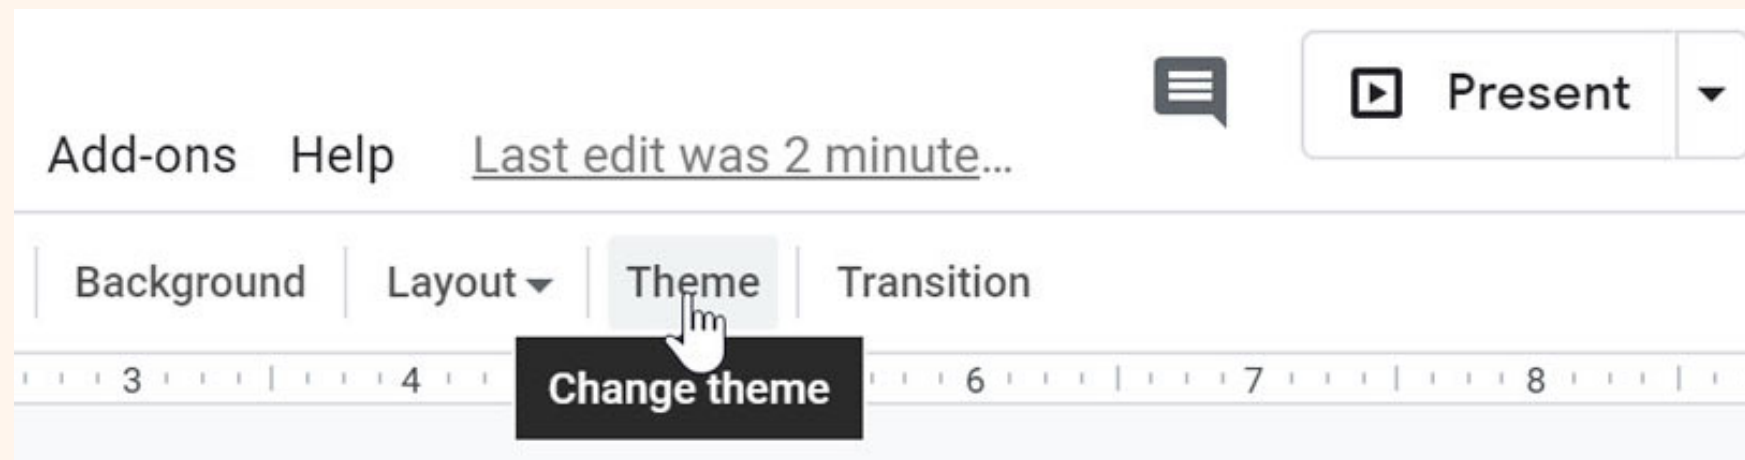 Present
Add-ons Help Last edit was 2 minute...
Background Layout Theme Transition
3 4 6 7 8
Change theme